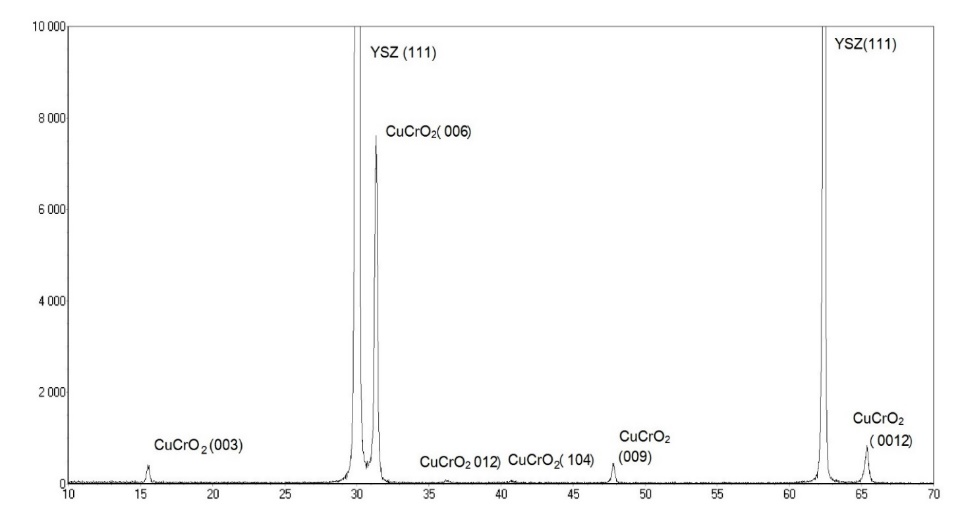 10 000
YSZ (111)
YSZ(111)
8 000
CuCrO₂( 006)
6 000
4 000
2 000
CuCrO₂(003)
CuCrO₂ 012)
CuCrO₂( 104)
CuCrO₂
(009)
CuCrO₂
( 0012)
0
10 15 20 25 30 35 40 45 50 55 60 65 70